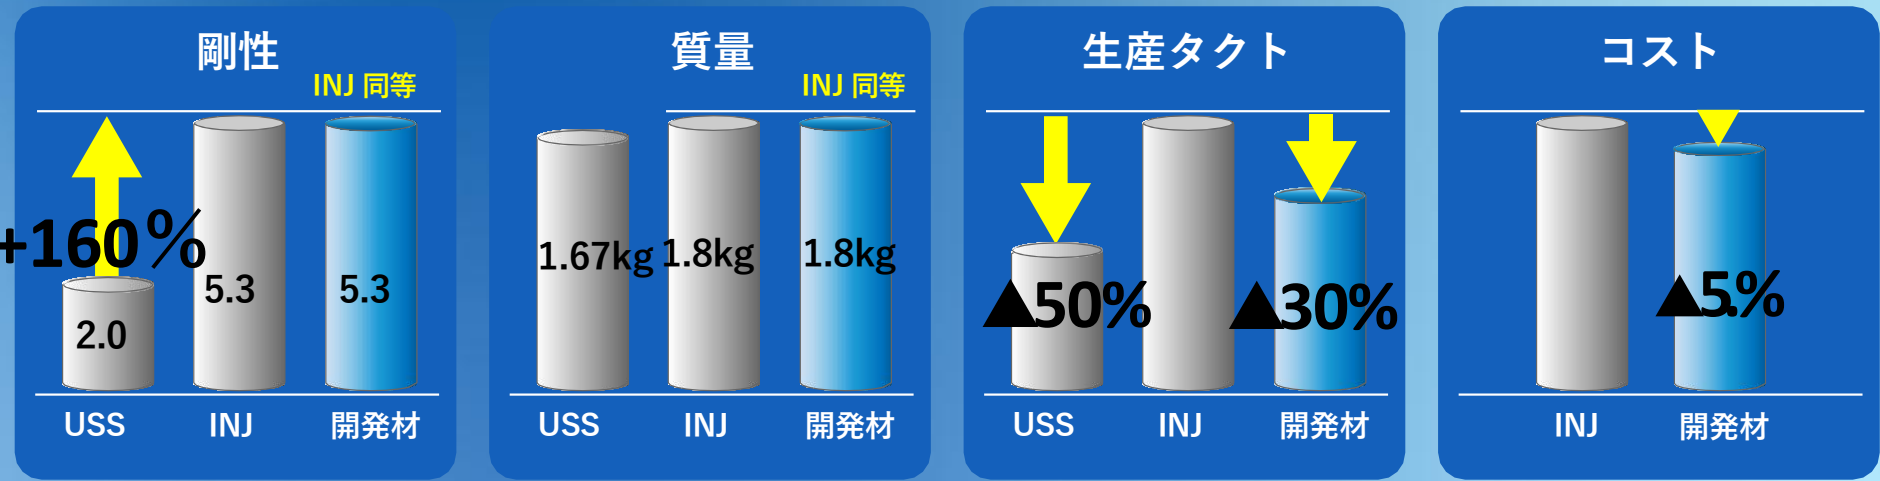 剛性
INJ 同等
+160％
2.0
5.3
5.3
USS
INJ
開発材
質量
INJ 同等
1.67kg
1.8kg
1.8kg
USS
INJ
開発材
生産タクト
▲50%
▲30%
USS
INJ
開発材
コスト
▲5.%
INJ
開発材